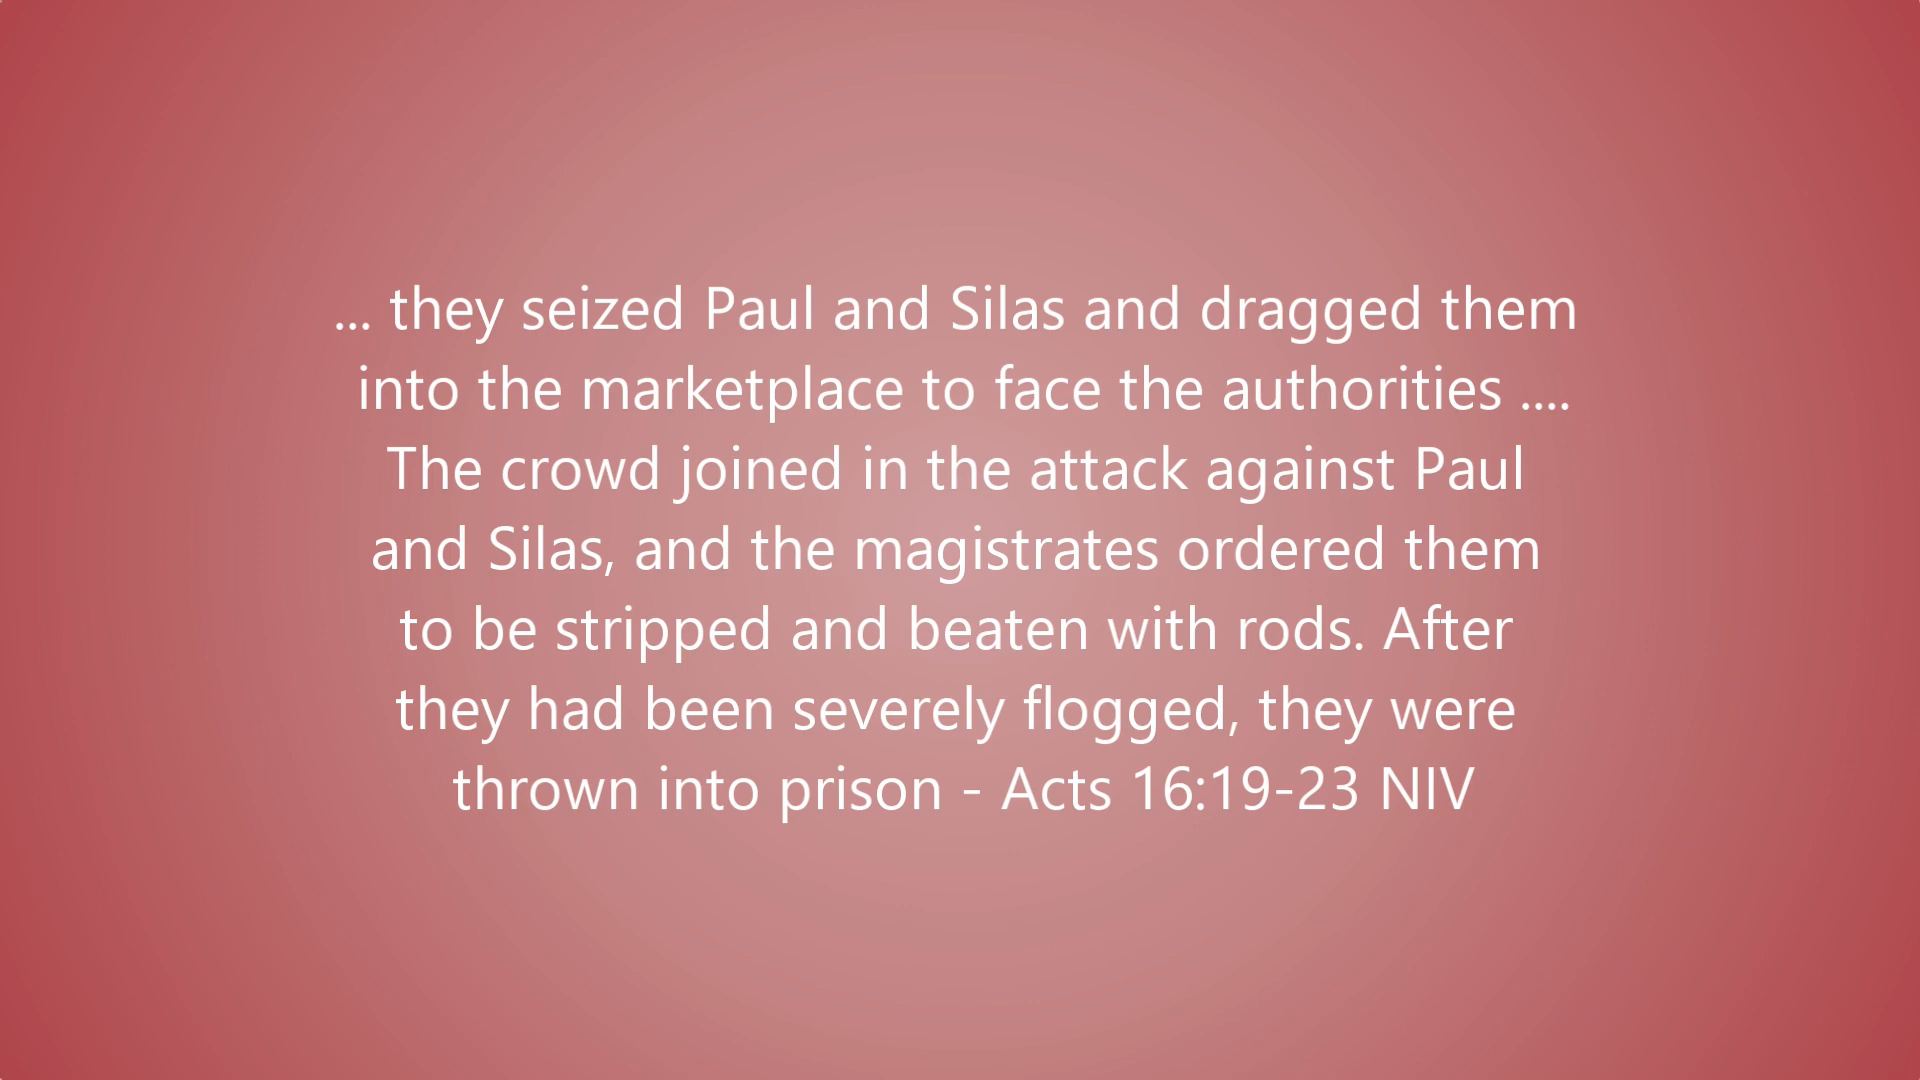 ... they seized Paul and Silas and dragged them
into the marketplace to face the authorities ....
The crowd joined in the attack against Paul
and Silas, and the magistrates ordered them
to be stripped and beaten with rods. After
they had been severely flogged, they were
thrown into prison - Acts 16:19-23 NIV